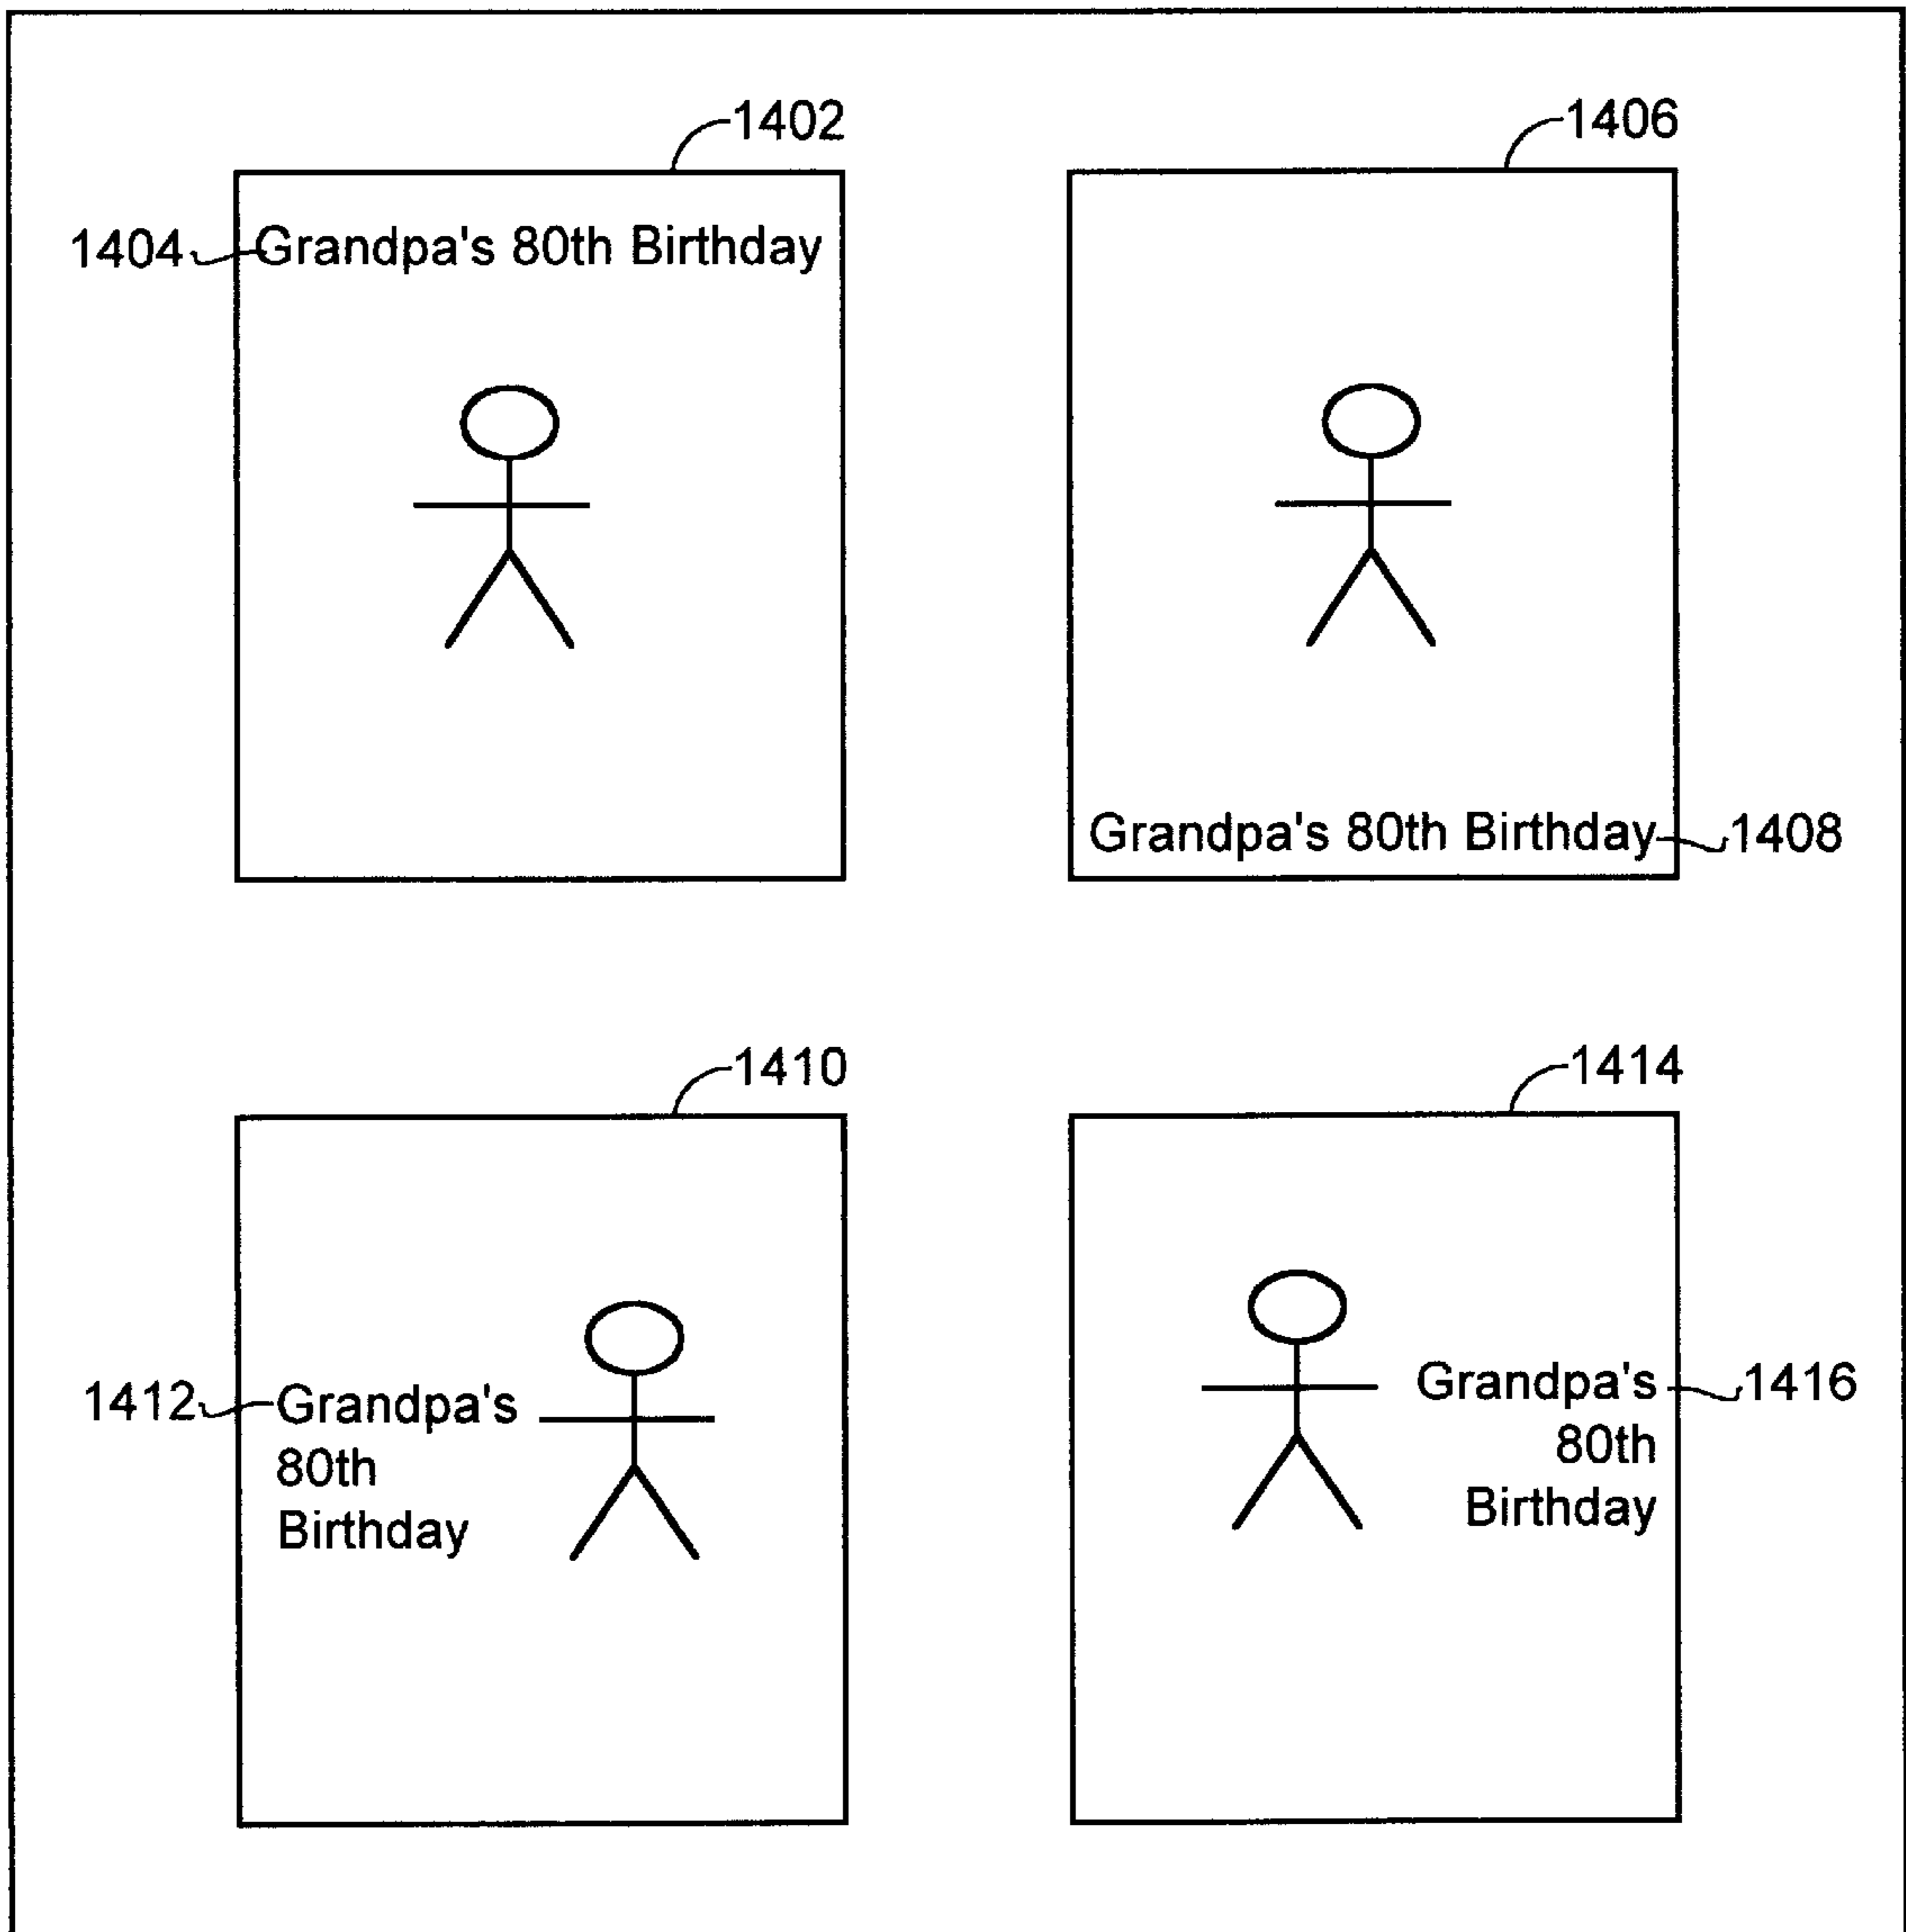 1402
1406
1404 Grandpa's 80th Birthday
Grandpa's 80th Birthday 1408
1410
1414
1412 Grandpa's
80th
Birthday
Grandpa's 1416
80th
Birthday